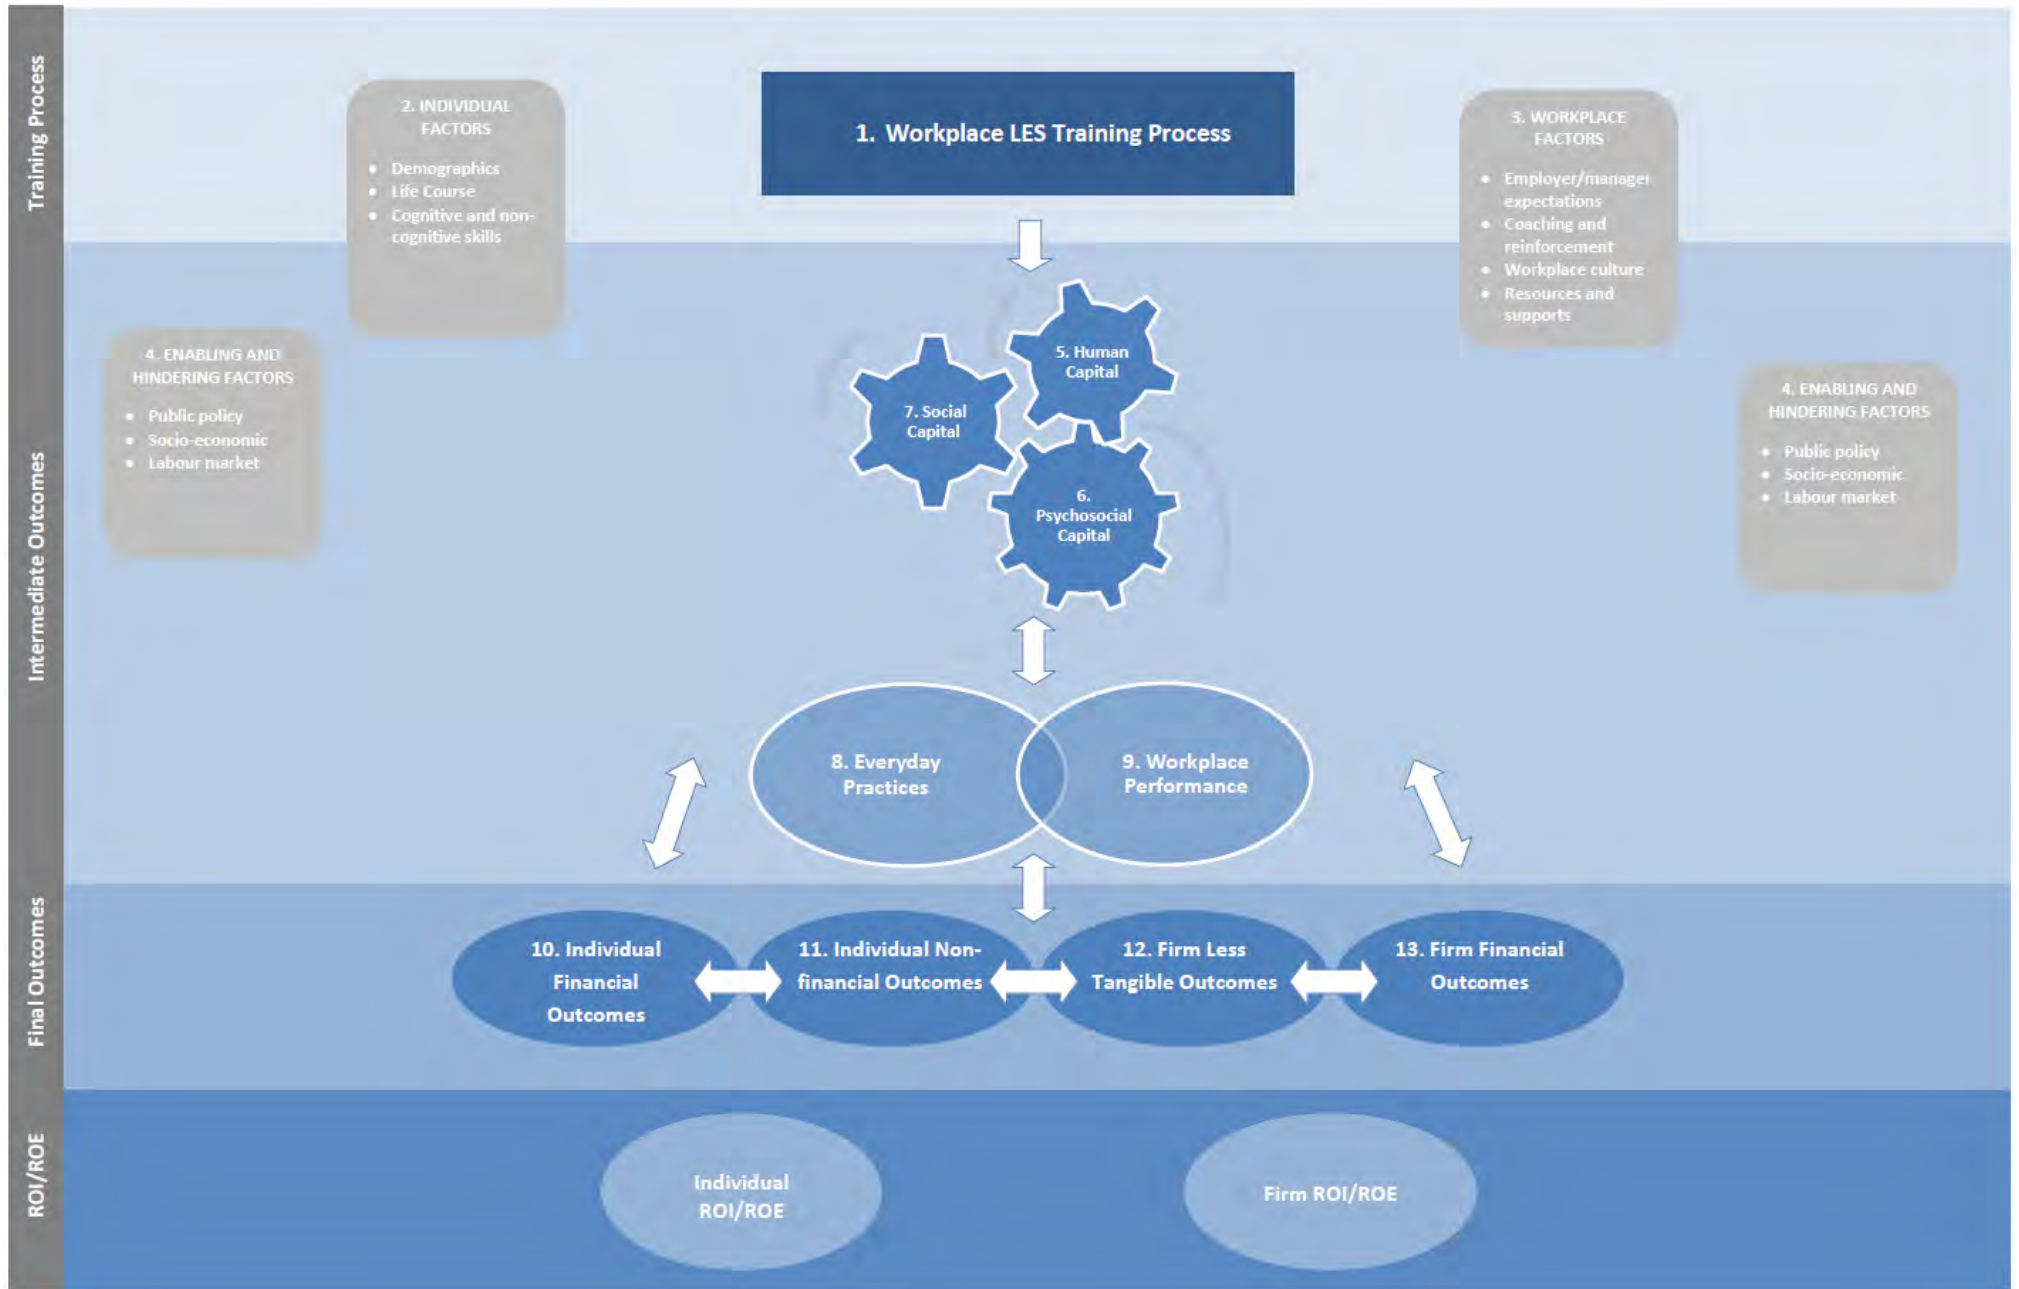 Training Process
2. INDIVIDUAL
FACTORS
• Demographics
• Life Course
• Cognitive and non-
cognitive skills
1. Workplace LES Training Process
3. WORKPLACE
FACTORS
• Employer/manager
expectations
• Coaching and
reinforcement
• Workplace culture
• Resources and
supports
Intermediate Outcomes
4. ENABLING AND
HINDERING FACTORS
• Public policy
• Socio-economic
• Labour market
5. Human
Capital
7. Social
Capital
6.
Psychosocial
Capital
4. ENABLING AND
HINDERING FACTORS
• Public policy
• Socio-economic
• Labour market
8. Everyday
Practices
9. Workplace
Performance
Final Outcomes
10. Individual
Financial
Outcomes
11. Individual Non-
financial Outcomes
12. Firm Less
Tangible Outcomes
13. Firm Financial
Outcomes
ROI/ROE
Individual
ROI/ROE
Firm ROI/ROE